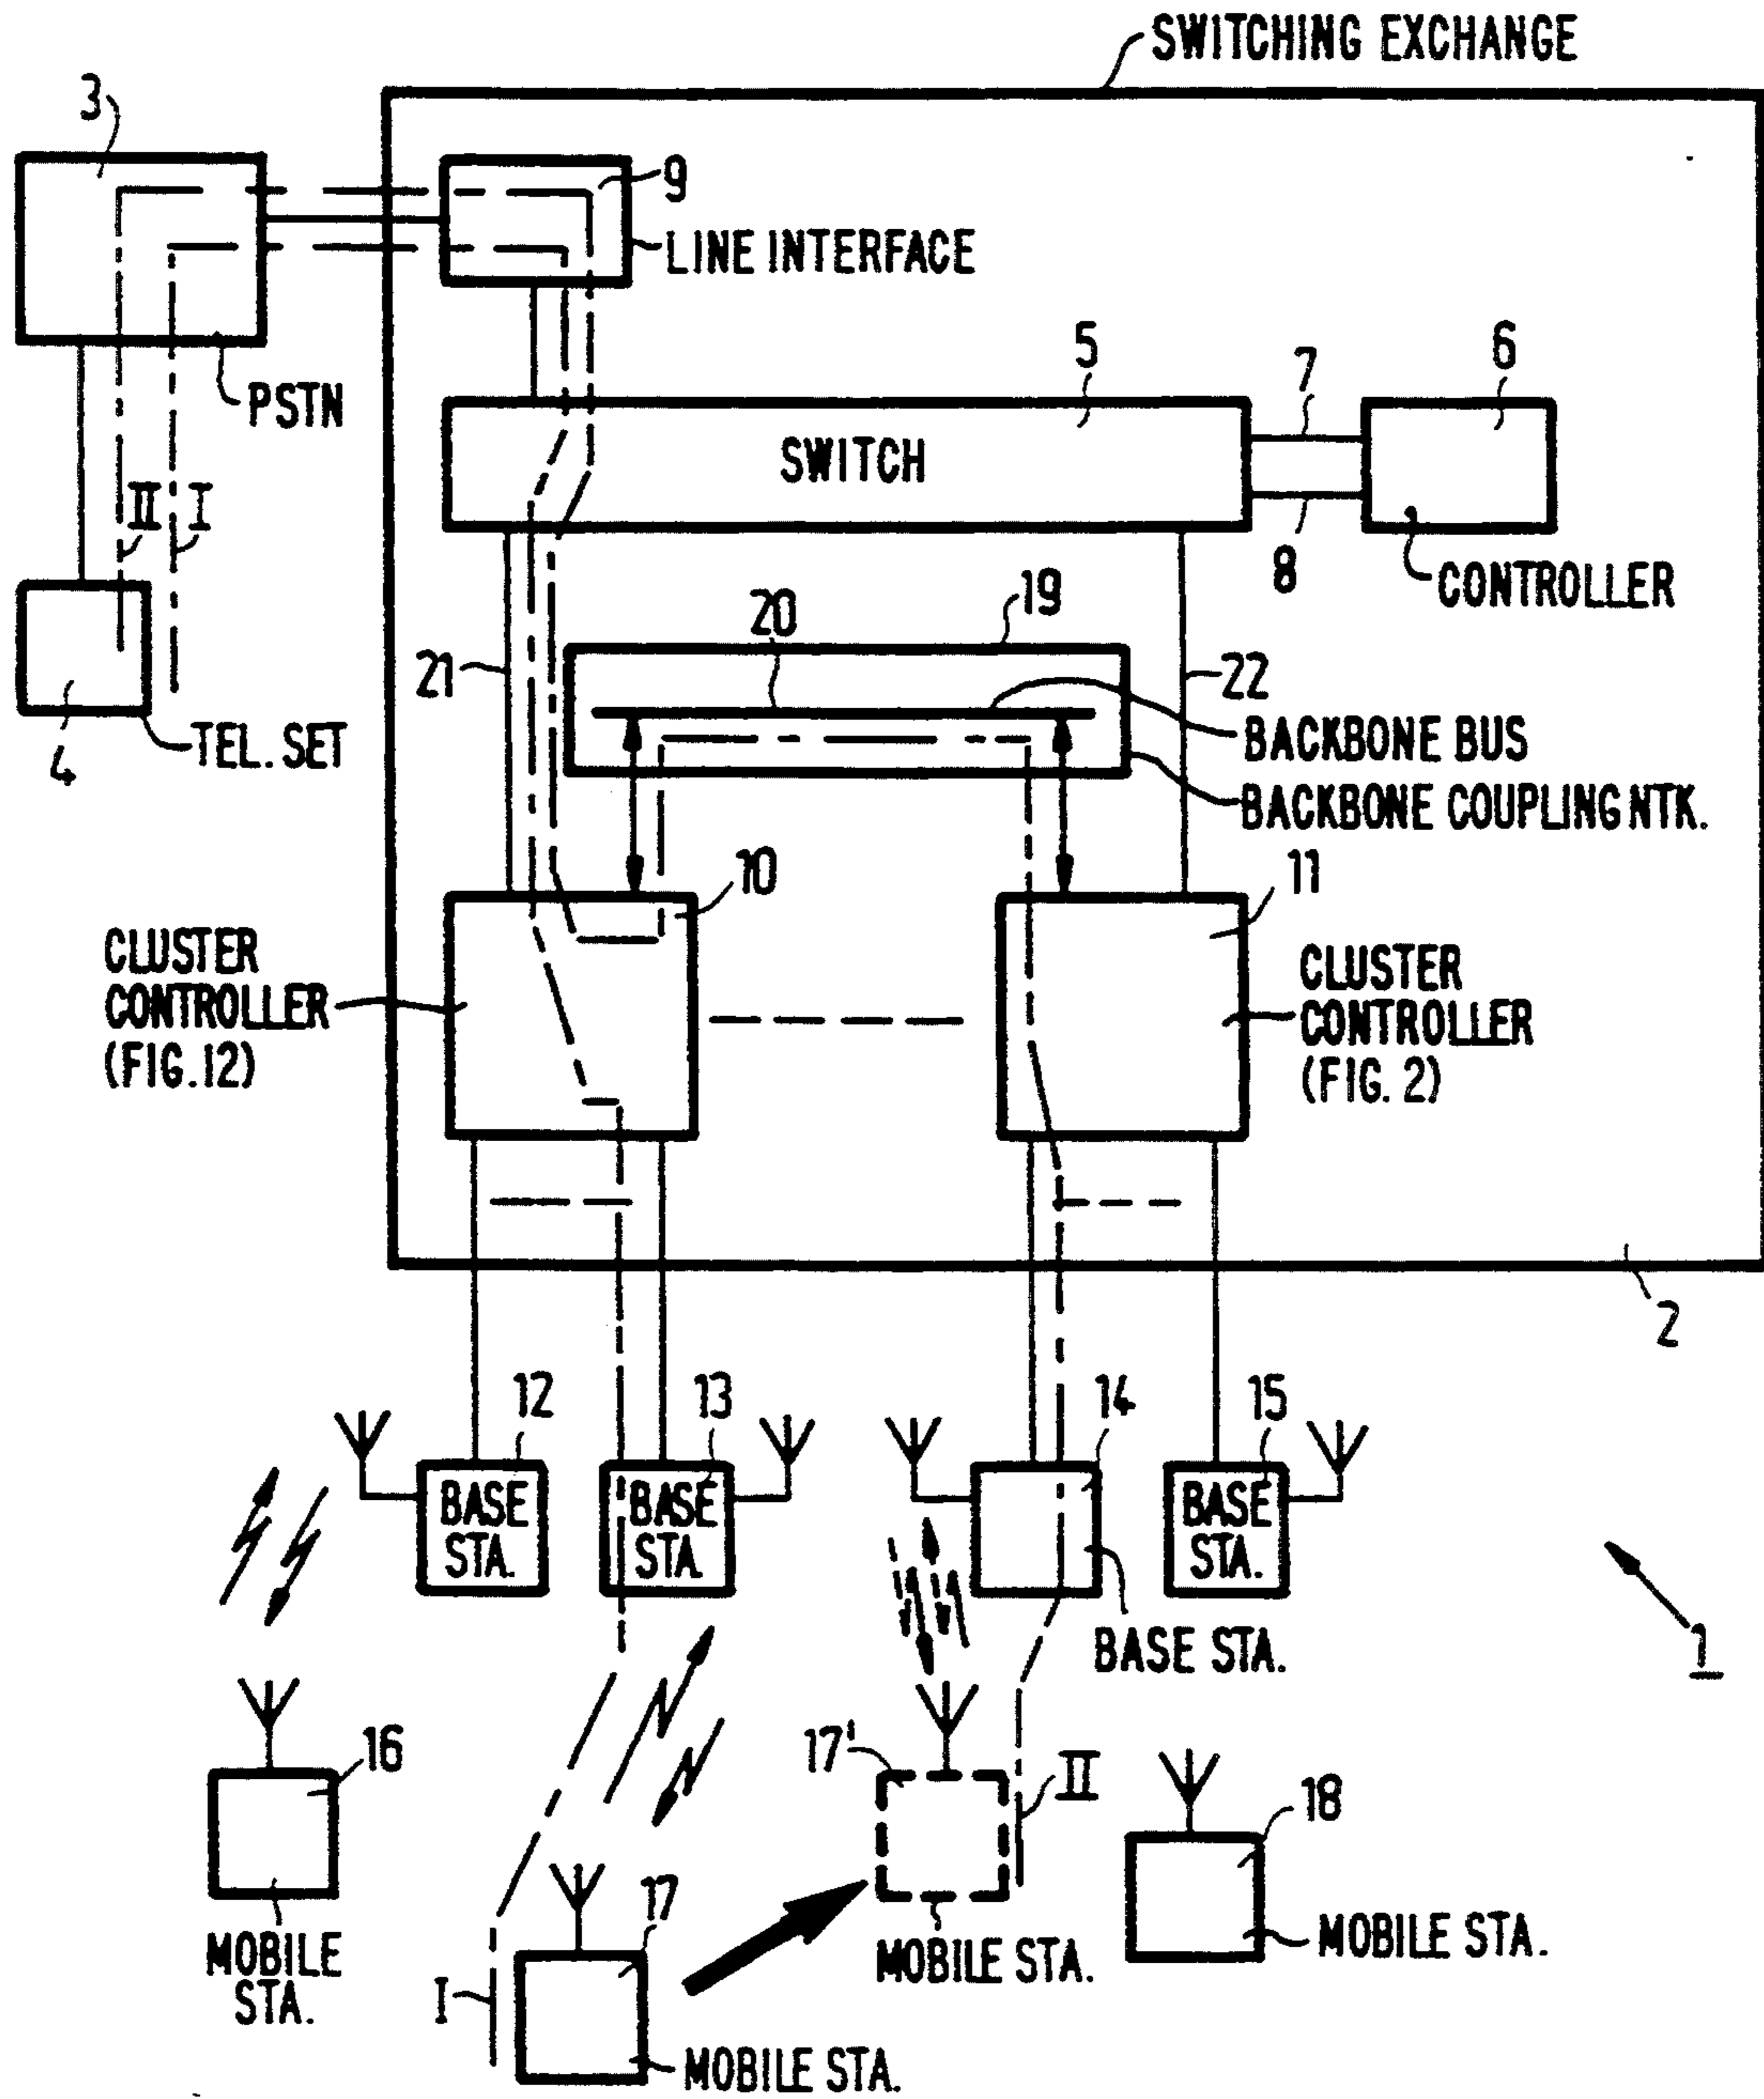 SWITCHING EXCHANGE
3
9
LINE INTERFACE
5
7
6
PSTN
SWITCH
II
I
8
CONTROLLER
19
20
21
22
4
TEL. SET
BACKBONE BUS
BACKBONE COUPLING NTK.
10
11
CLUSTER
CONTROLLER
(FIG. 12)
CLUSTER
CONTROLLER
(FIG. 2)
2
12
13
14
15
BASE
STA.
BASE
STA.
BASE
STA.
BASE STA.
1
16
17'
II
18
MOBILE
STA.
17
MOBILE STA.
MOBILE STA.
I
MOBILE STA.